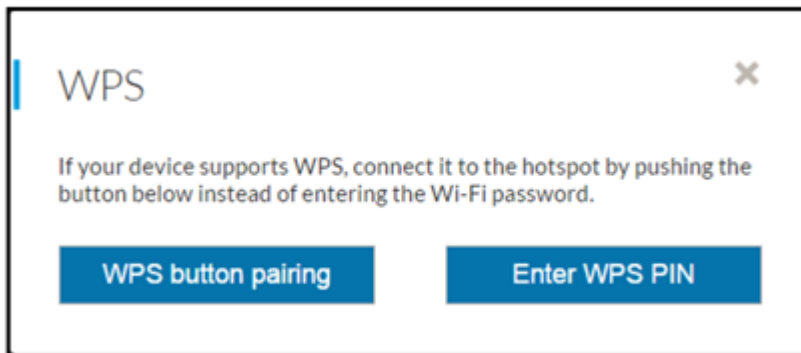 WPS
If your device supports WPS, connect it to the hotspot by pushing the
button below instead of entering the Wi-Fi password.
WPS button pairing
Enter WPS PIN